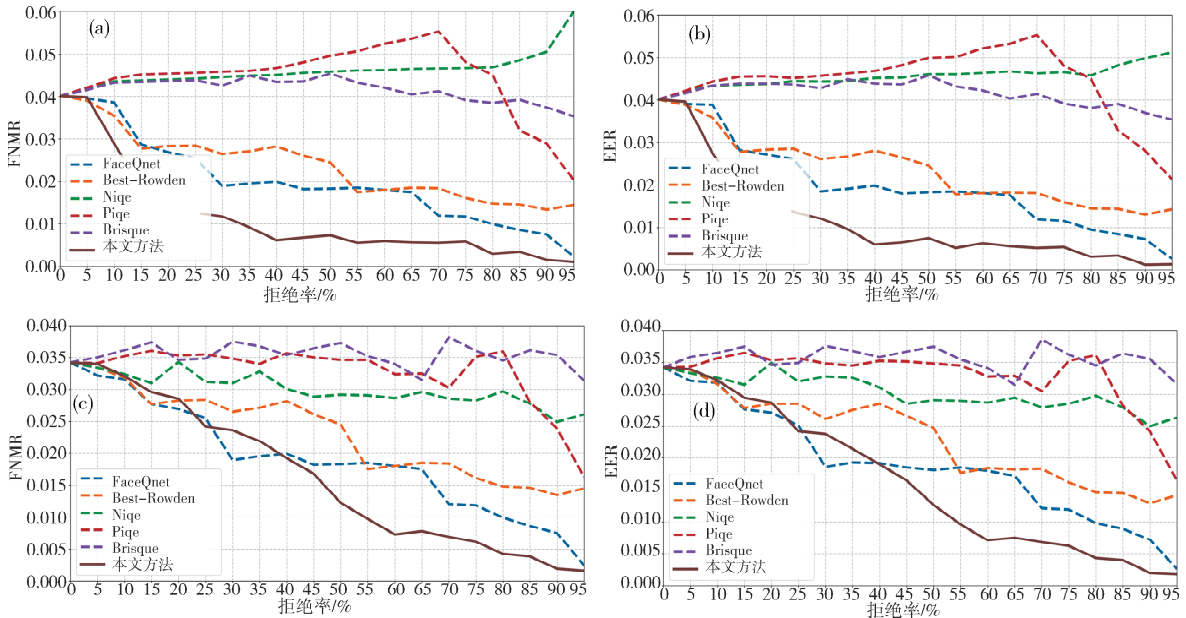 (a)
FNMR
0.06
0.06
0.04
0.03
0.02
0.01
0.00
FaceQnet
Best-Rowden
Niqe
Piqe
Brisque
本文方法
0 5 10 15 20 25 30 35 40 45 50 55 60 65 70 75 80 85 90 95
拒绝率/%
(b)
EER
0.06
0.05
0.04
0.03
0.02
0.01
0.00
FaceQnet
Best-Rowden
Niqe
Piqe
Brisque
本文方法
0 5 10 15 20 25 30 35 40 45 50 55 60 65 70 75 80 85 90 95
拒绝率/%
(c)
FNMR
0.040
0.035
0.030
0.025
0.020
0.015
0.010
0.005
0.000
FaceQnet
Best-Rowden
Niqe
Piqe
Brisque
本文方法
0 5 10 15 20 25 30 35 40 45 50 55 60 65 70 75 80 85 90 95
拒绝率/%
(d)
EER
0.040
0.035
0.030
0.025
0.020
0.015
0.010
0.005
0.000
FaceQnet
Best-Rowden
Niqe
Piqe
Brisque
本文方法
0 5 10 15 20 25 30 35 40 45 50 55 60 65 70 75 80 85 90 95
拒绝率/%